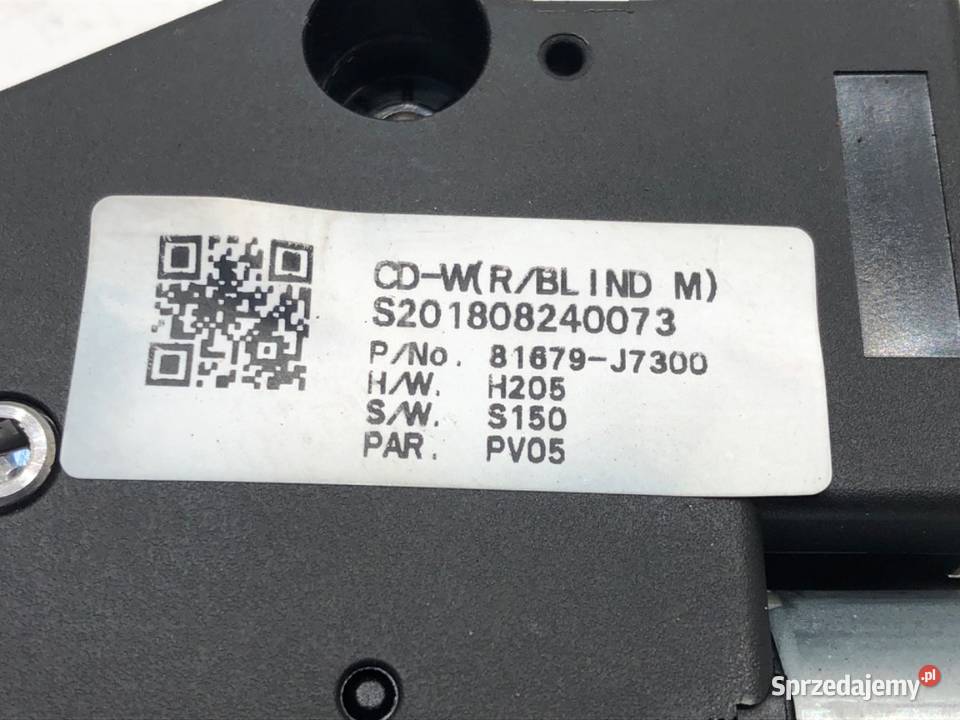 CD-W(R/BLIND M)
S201808240073
P/No. 81679-J7300
H/W. H205
S/W. S150
PAR. PV05
Sprzedajemy.pl